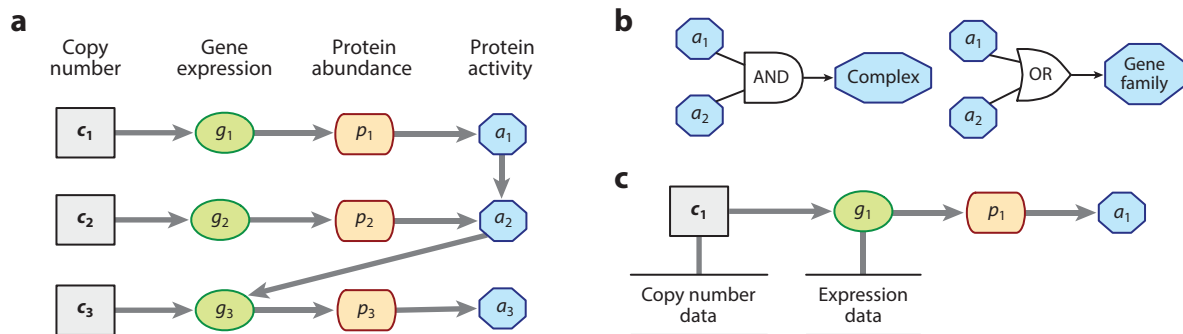 a
Copy number
Gene expression
Protein abundance
Protein activity
c₁ g₁ p₁ a₁
c₂ g₂ p₂ a₂
c₃ g₃ p₃ a₃
b
a₁
a₂
AND
Complex
a₁
a₂
OR
Gene
family
c
c₁ g₁ p₁ a₁
Copy number
data
Expression
data